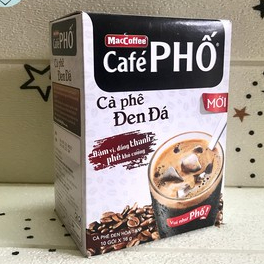 MacCoffee
Café PHỐ
Cà phê
Đen Đá
MỚI
Đậm vị, đắng thanh
phê khó cưỡng
Phố!
CÀ PHÊ ĐEN HÒA TAN
10 GÓI X 16 g